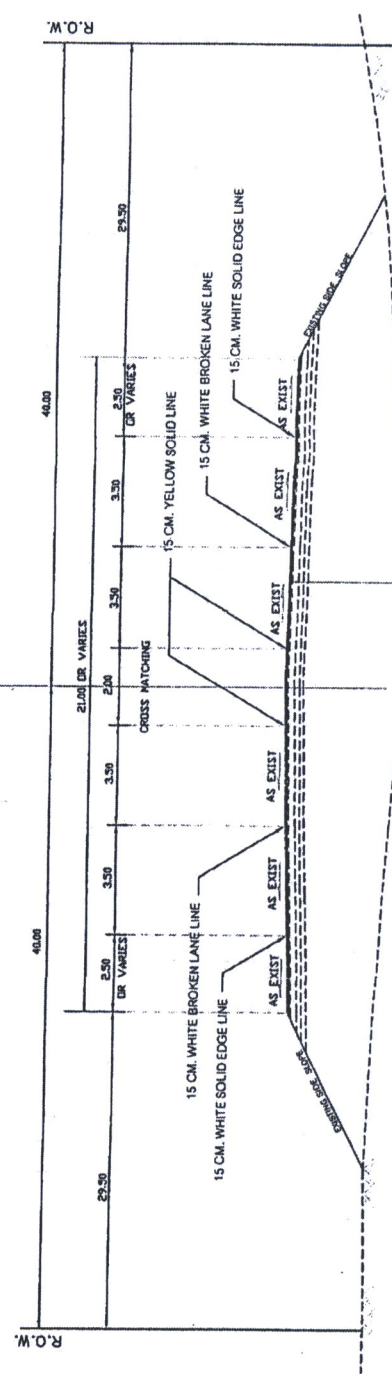 R.O.W.
R.O.W.
40.00
40.00
21.00 OR VARIES
29.50
2.50
OR VARIES
3.50
3.50
2.00
CROSS HATCHING
3.50
3.50
2.50
OR VARIES
29.50
15 CM. WHITE BROKEN LANE LINE
15 CM. WHITE SOLID EDGE LINE
15 CM. YELLOW SOLID LINE
15 CM. WHITE BROKEN LANE LINE
15 CM. WHITE SOLID EDGE LINE
AS EXIST
AS EXIST
AS EXIST
AS EXIST
AS EXIST
AS EXIST
EXISTING SIDE SLOPE
EXISTING SIDE SLOPE